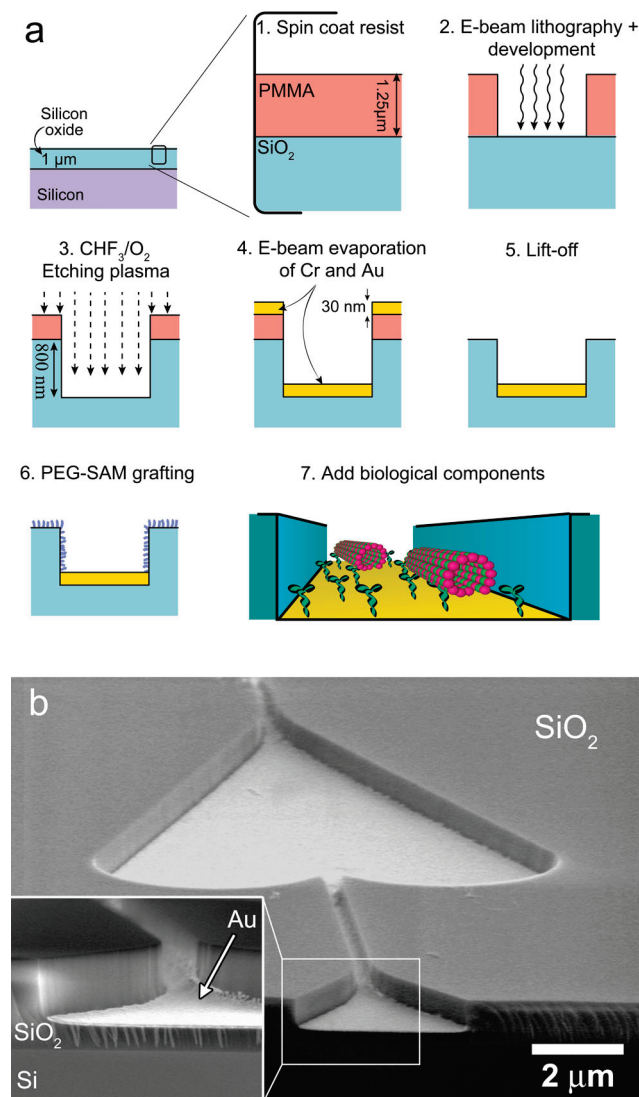 a
1. Spin coat resist
PMMA
1.25μm
SiO₂
2. E-beam lithography +
development
Silicon
oxide
1 μm
Silicon
3. CHF₃/O₂
Etching plasma
800 nm
4. E-beam evaporation
of Cr and Au
30 nm
5. Lift-off
6. PEG-SAM grafting
7. Add biological components
b
SiO₂
Au
SiO₂
Si
2 μm